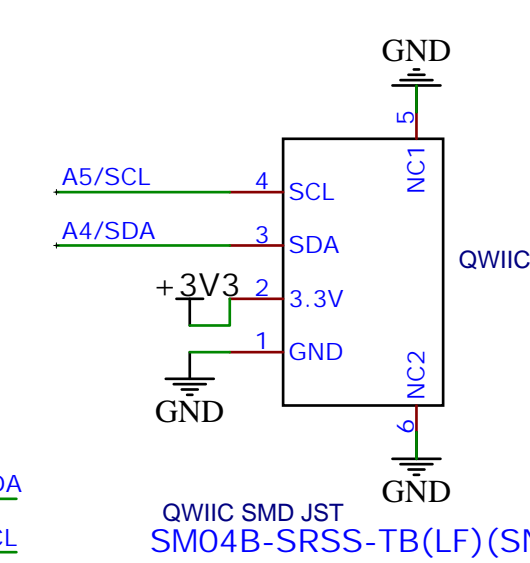 GND
5
NC1
A5/SCL
4
SCL
A4/SDA
3
SDA
QWIIC
+3V3
2
3.3V
1
GND
GND
NC2
6
GND
QWIIC SMD JST
SM04B-SRSS-TB(LF)(SN